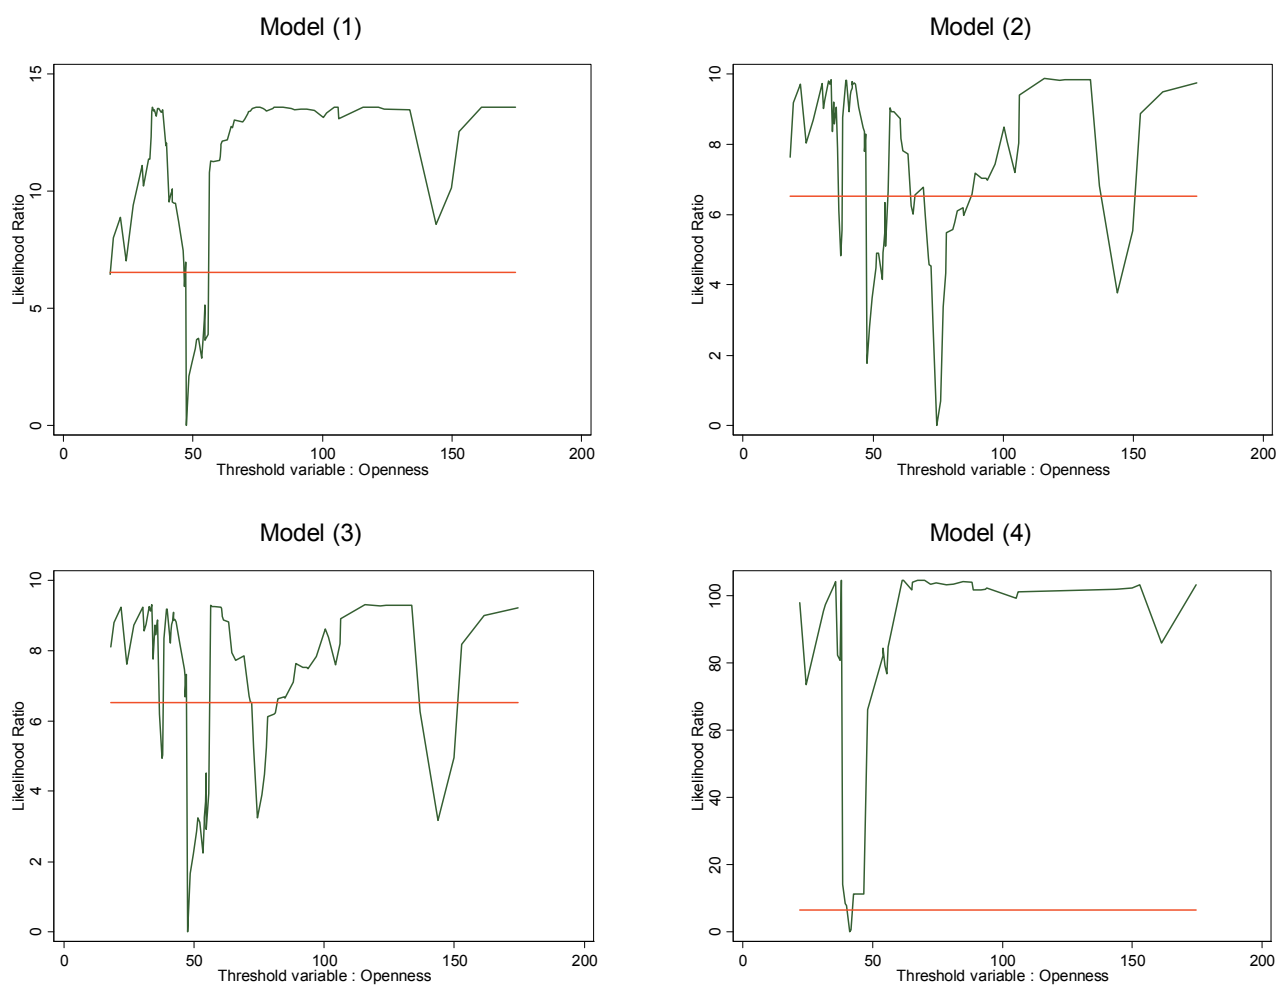 Model (1)
Likelihood Ratio
15
10
5
0
0 50 100 150 200
Threshold variable : Openness
Model (2)
Likelihood Ratio
10
8
6
4
2
0
0 50 100 150 200
Threshold variable : Openness
Model (3)
Likelihood Ratio
10
8
6
4
2
0
0 50 100 150 200
Threshold variable : Openness
Model (4)
Likelihood Ratio
100
80
60
40
20
0
0 50 100 150 200
Threshold variable : Openness